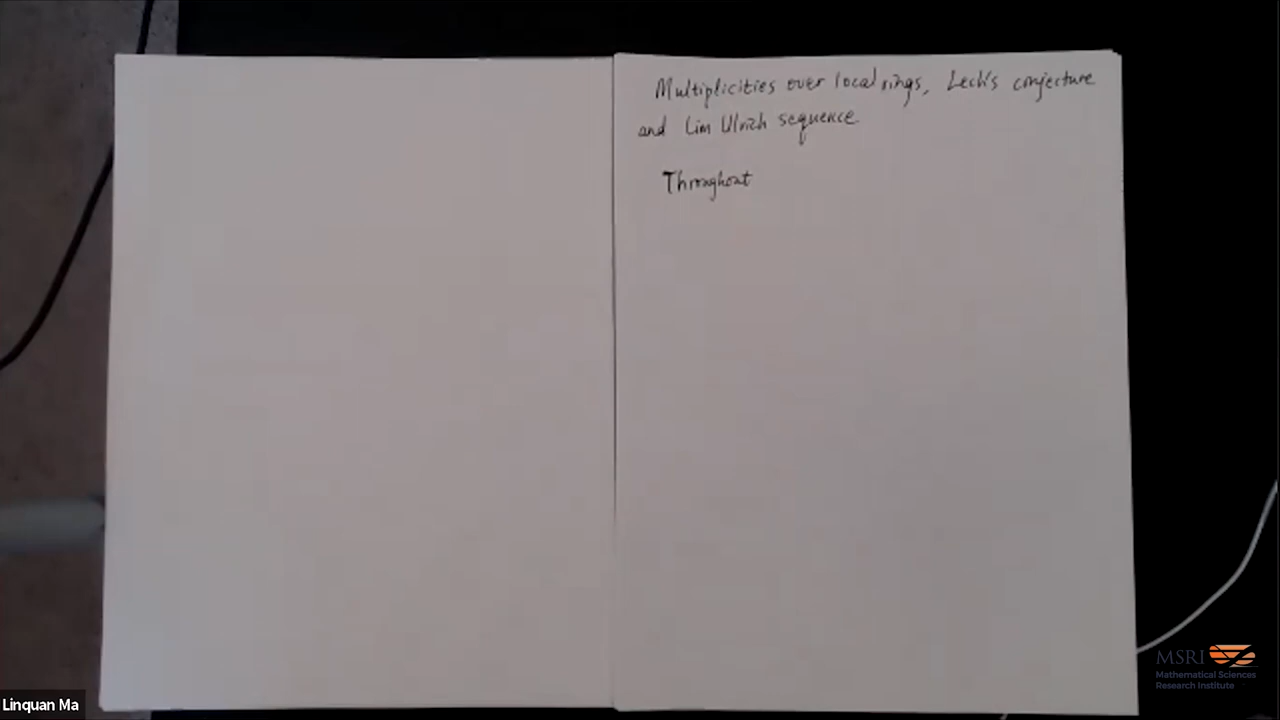 Multiplicities over local rings, Lech's conjecture
and Lim Ulrich sequence
Throughout
Linquan Ma
MSRI
Mathematical Sciences
Research Institute